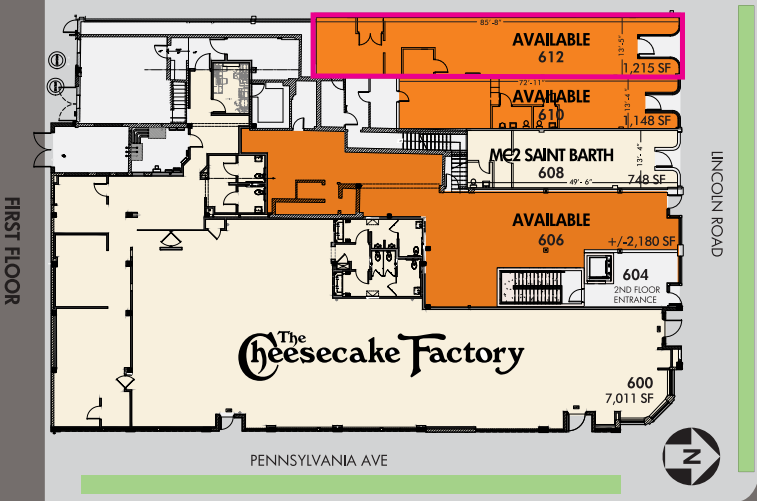 85'-8"
AVAILABLE
612
13'-5"
1,215 SF
72'-11"
AVAILABLE
610
13'-4"
1,148 SF
MC2 SAINT BARTH
608
13'-4"
49'-6"
748 SF
AVAILABLE
606
+/-2,180 SF
604
2ND FLOOR
ENTRANCE
The
Cheesecake Factory
600
7,011 SF
FIRST FLOOR
LINCOLN ROAD
PENNSYLVANIA AVE
N